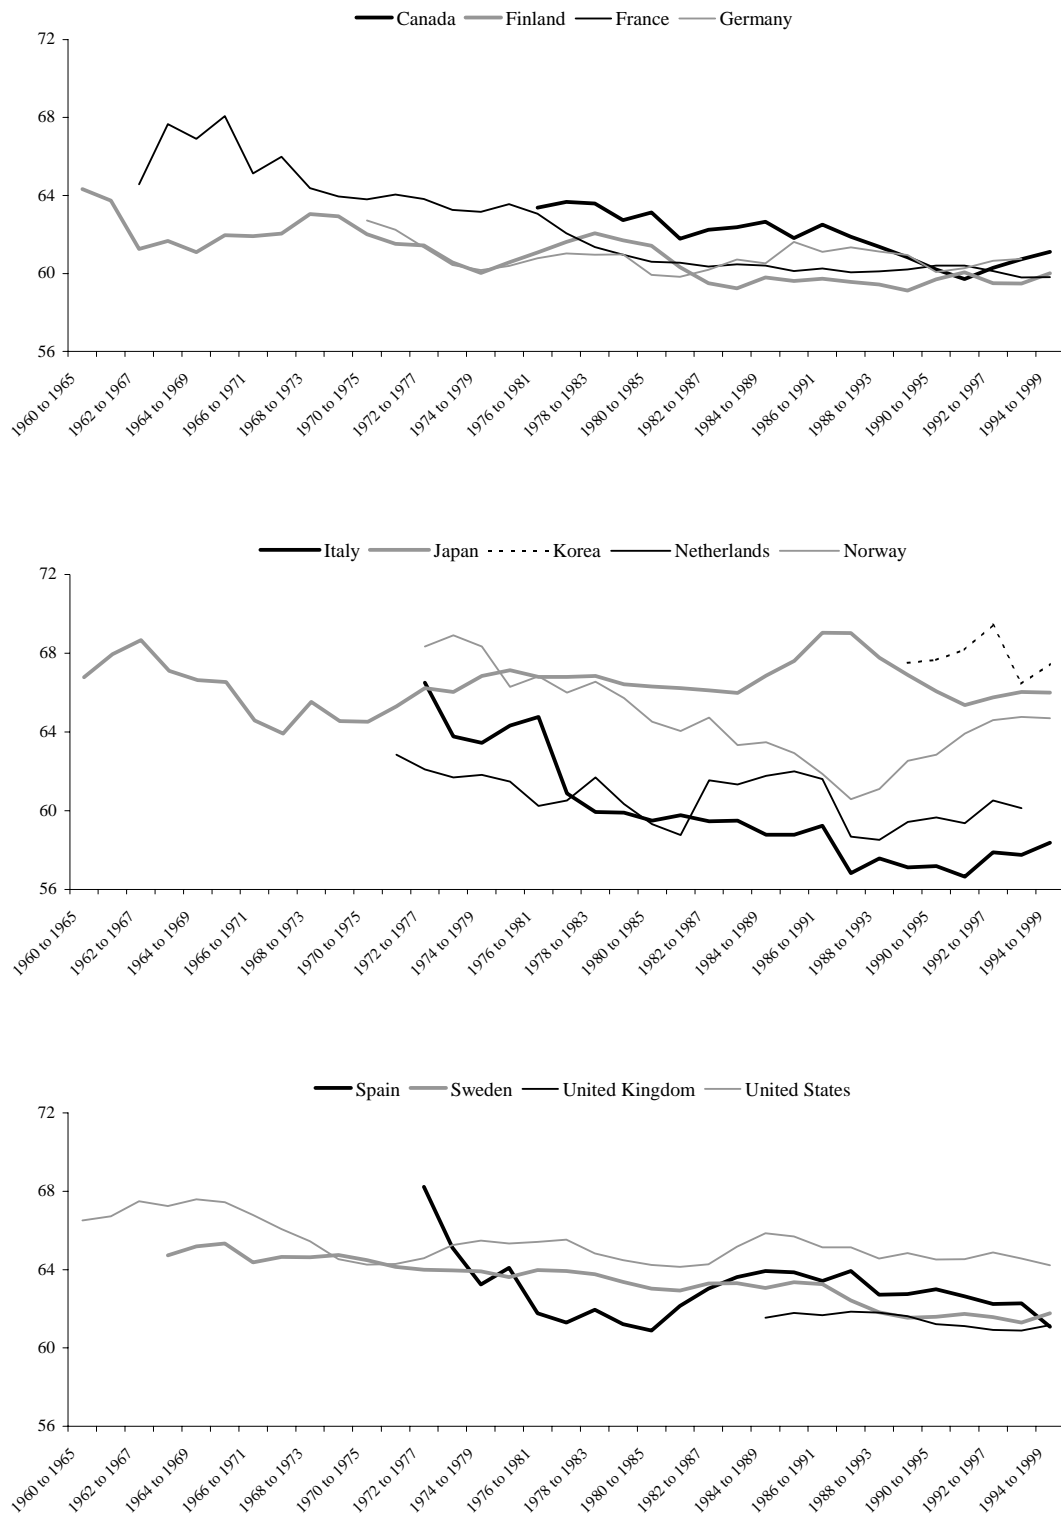 Canada Finland France Germany
72
68
64
60
56
1960 to 1965
1962 to 1967
1964 to 1969
1966 to 1971
1968 to 1973
1970 to 1975
1972 to 1977
1974 to 1979
1976 to 1981
1978 to 1983
1980 to 1985
1982 to 1987
1984 to 1989
1986 to 1991
1988 to 1993
1990 to 1995
1992 to 1997
1994 to 1999
Italy Japan Korea Netherlands Norway
72
68
64
60
56
1960 to 1965
1962 to 1967
1964 to 1969
1966 to 1971
1968 to 1973
1970 to 1975
1972 to 1977
1974 to 1979
1976 to 1981
1978 to 1983
1980 to 1985
1982 to 1987
1984 to 1989
1986 to 1991
1988 to 1993
1990 to 1995
1992 to 1997
1994 to 1999
Spain Sweden United Kingdom United States
72
68
64
60
56
1960 to 1965
1962 to 1967
1964 to 1969
1966 to 1971
1968 to 1973
1970 to 1975
1972 to 1977
1974 to 1979
1976 to 1981
1978 to 1983
1980 to 1985
1982 to 1987
1984 to 1989
1986 to 1991
1988 to 1993
1990 to 1995
1992 to 1997
1994 to 1999